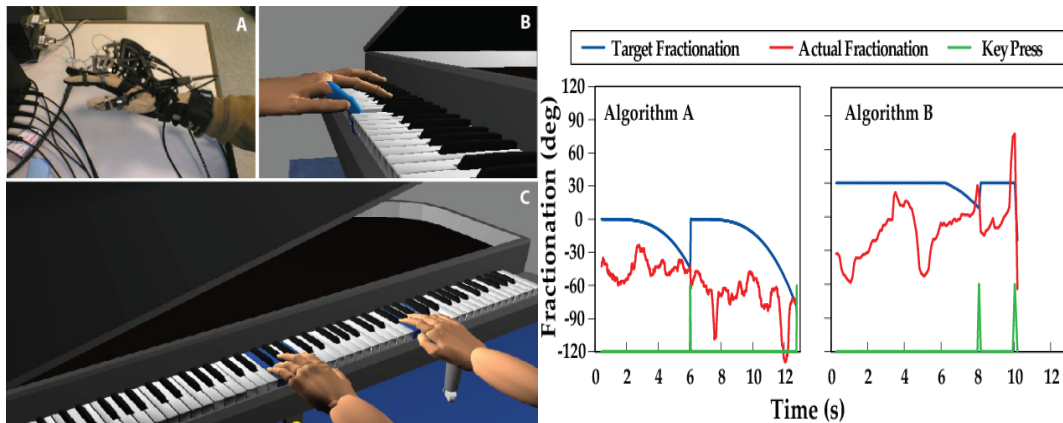 A
B
C
Target Fractionation Actual Fractionation Key Press
Algorithm A
Algorithm B
Fractionation (deg)
120
90
60
30
0
-30
-60
-90
-120
0 2 4 6 8 10 12
0 2 4 6 8 10 12
Time (s)